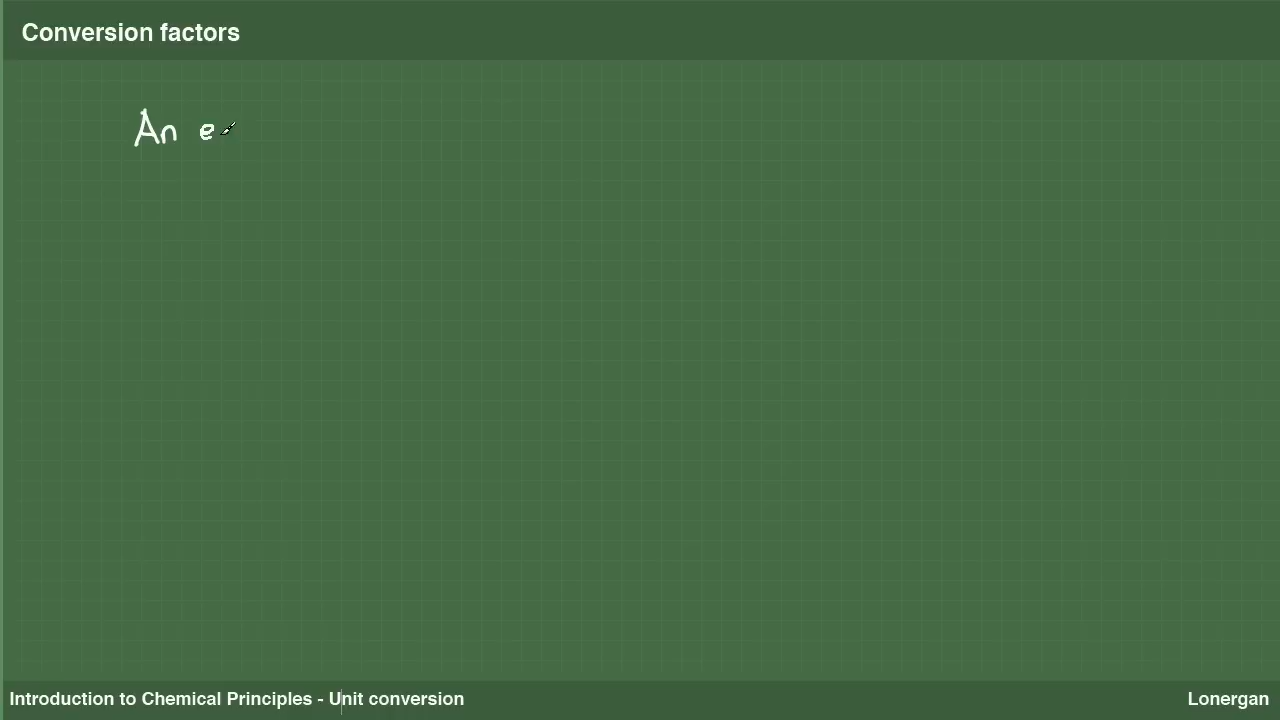 Conversion factors
An e
Introduction to Chemical Principles - Unit conversion
Lonergan